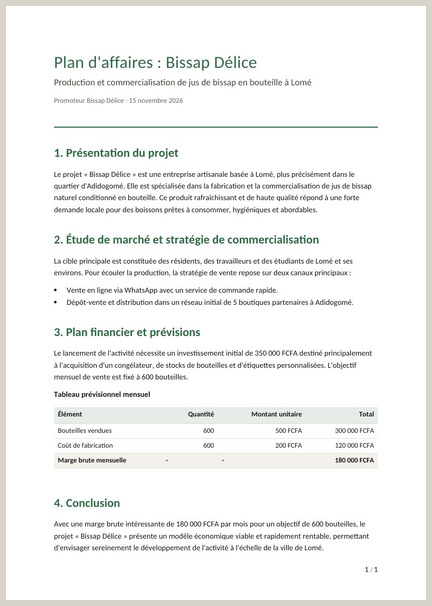 Plan d'affaires : Bissap Délice
Production et commercialisation de jus de bissap en bouteille à Lomé
Promoteur Bissap Délice · 15 novembre 2026
1. Présentation du projet
Le projet « Bissap Délice » est une entreprise artisanale basée à Lomé, plus précisément dans le
quartier d'Adidogomé. Elle est spécialisée dans la fabrication et la commercialisation de jus de bissap
naturel conditionné en bouteille. Ce produit rafraîchissant et de haute qualité répond à une forte
demande locale pour des boissons prêtes à consommer, hygiéniques et abordables.
2. Étude de marché et stratégie de commercialisation
La cible principale est constituée des résidents, des travailleurs et des étudiants de Lomé et ses
environs. Pour écouler la production, la stratégie de vente repose sur deux canaux principaux :
• Vente en ligne via WhatsApp avec un service de commande rapide.
• Dépôt-vente et distribution dans un réseau initial de 5 boutiques partenaires à Adidogomé.
3. Plan financier et prévisions
Le lancement de l'activité nécessite un investissement initial de 350 000 FCFA destiné principalement
à l'acquisition d'un congélateur, de stocks de bouteilles et d'étiquettes personnalisées. L'objectif
mensuel de vente est fixé à 600 bouteilles.
Tableau prévisionnel mensuel
Élément Quantité Montant unitaire Total
Bouteilles vendues 600 500 FCFA 300 000 FCFA
Coût de fabrication 600 200 FCFA 120 000 FCFA
Marge brute mensuelle - - 180 000 FCFA
4. Conclusion
Avec une marge brute intéressante de 180 000 FCFA par mois pour un objectif de 600 bouteilles, le
projet « Bissap Délice » présente un modèle économique viable et rapidement rentable, permettant
d'envisager sereinement le développement de l'activité à l'échelle de la ville de Lomé.
1 / 1